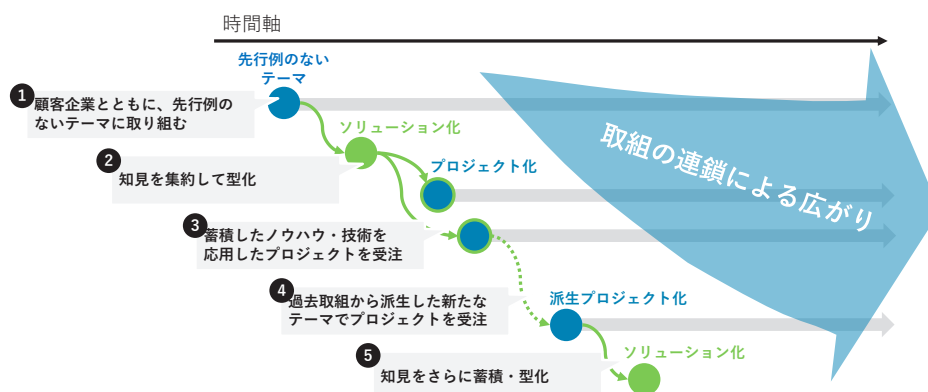 時間軸
先行例のない
テーマ
1
顧客企業とともに、先行例の
ないテーマに取り組む
ソリューション化
2
知見を集約して型化
プロジェクト化
取組の連鎖による広がり
3
蓄積したノウハウ・技術を
応用したプロジェクトを受注
4
過去取組から派生した新たな
テーマでプロジェクトを受注
派生プロジェクト化
5
知見をさらに蓄積・型化
ソリューション化